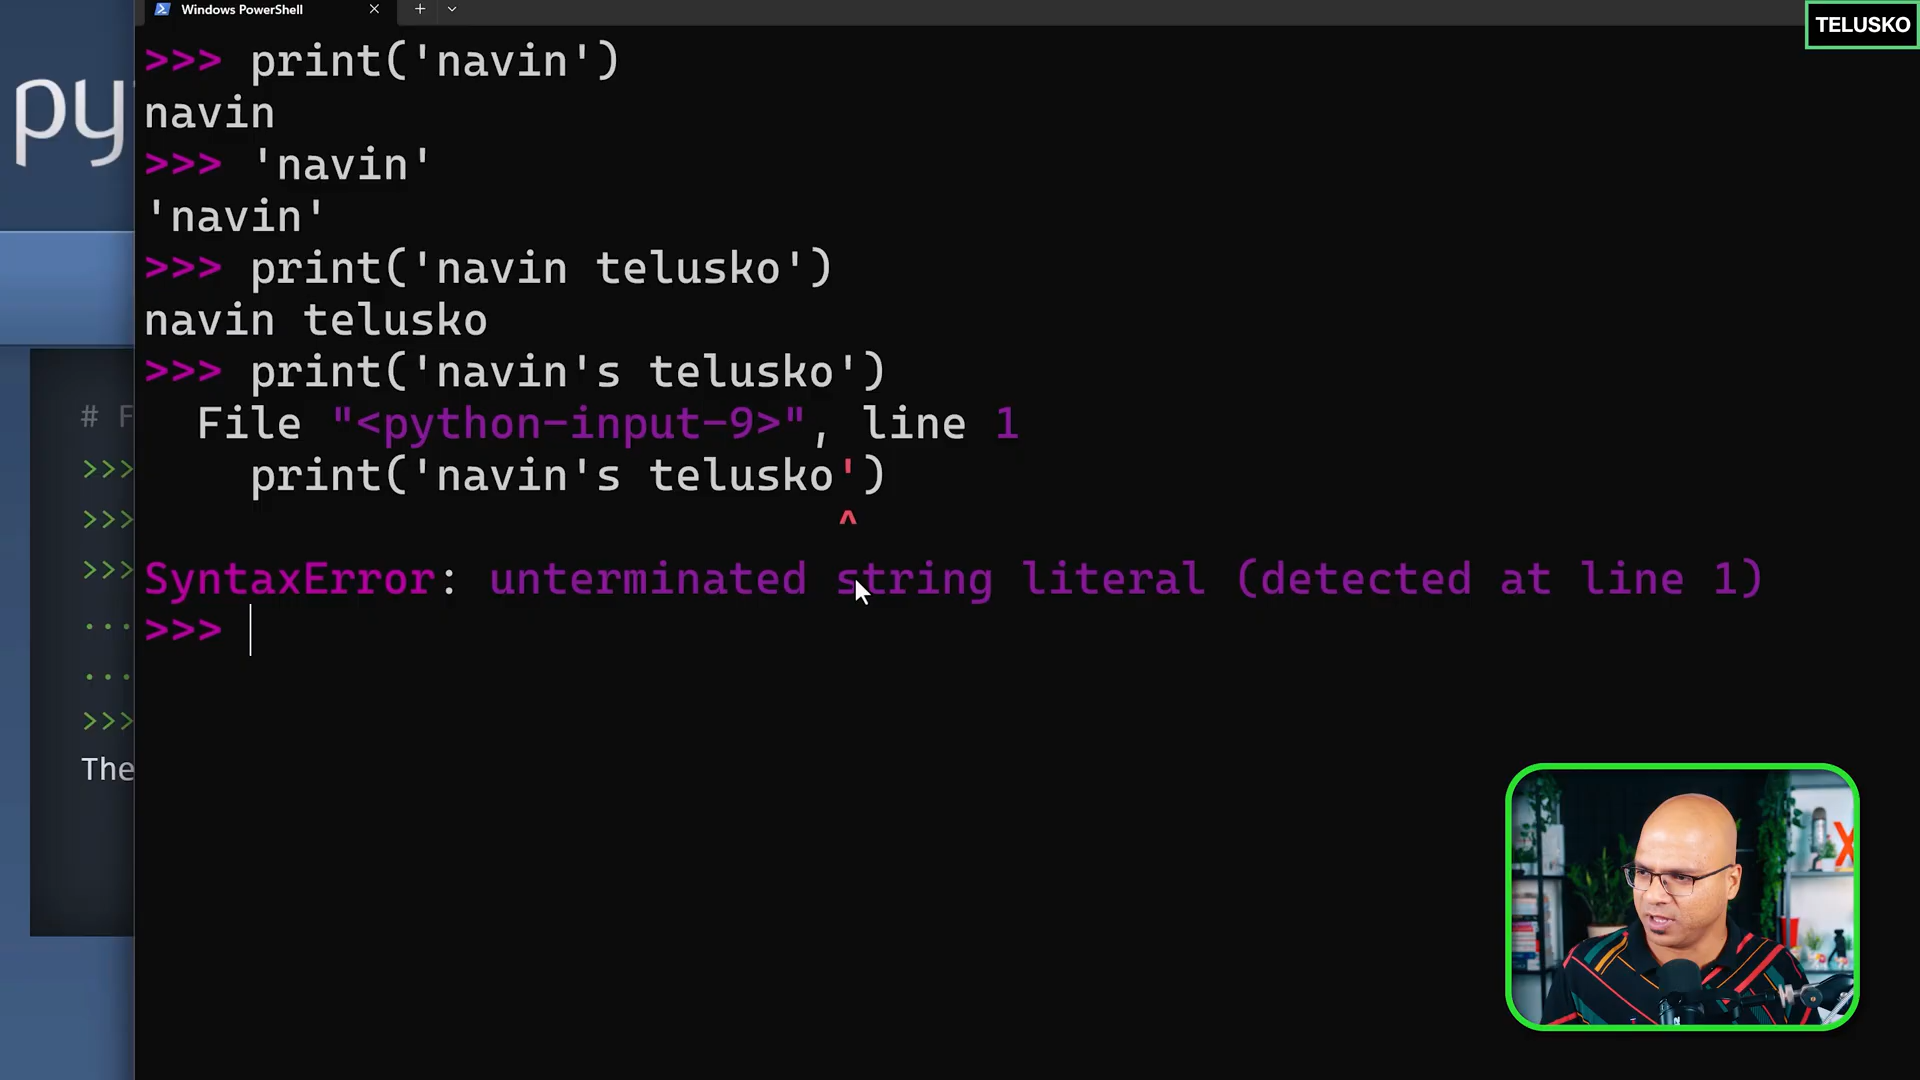 Windows PowerShell
TELUSKO
py
>>> print('navin')
navin
>>> 'navin'
'navin'
>>> print('navin telusko')
navin telusko
>>> print('navin's telusko')
File "<python-input-9>", line 1
print('navin's telusko')
^
SyntaxError: unterminated string literal (detected at line 1)
>>>
# F
>>>
>>>
>>>
...
...
>>>
The